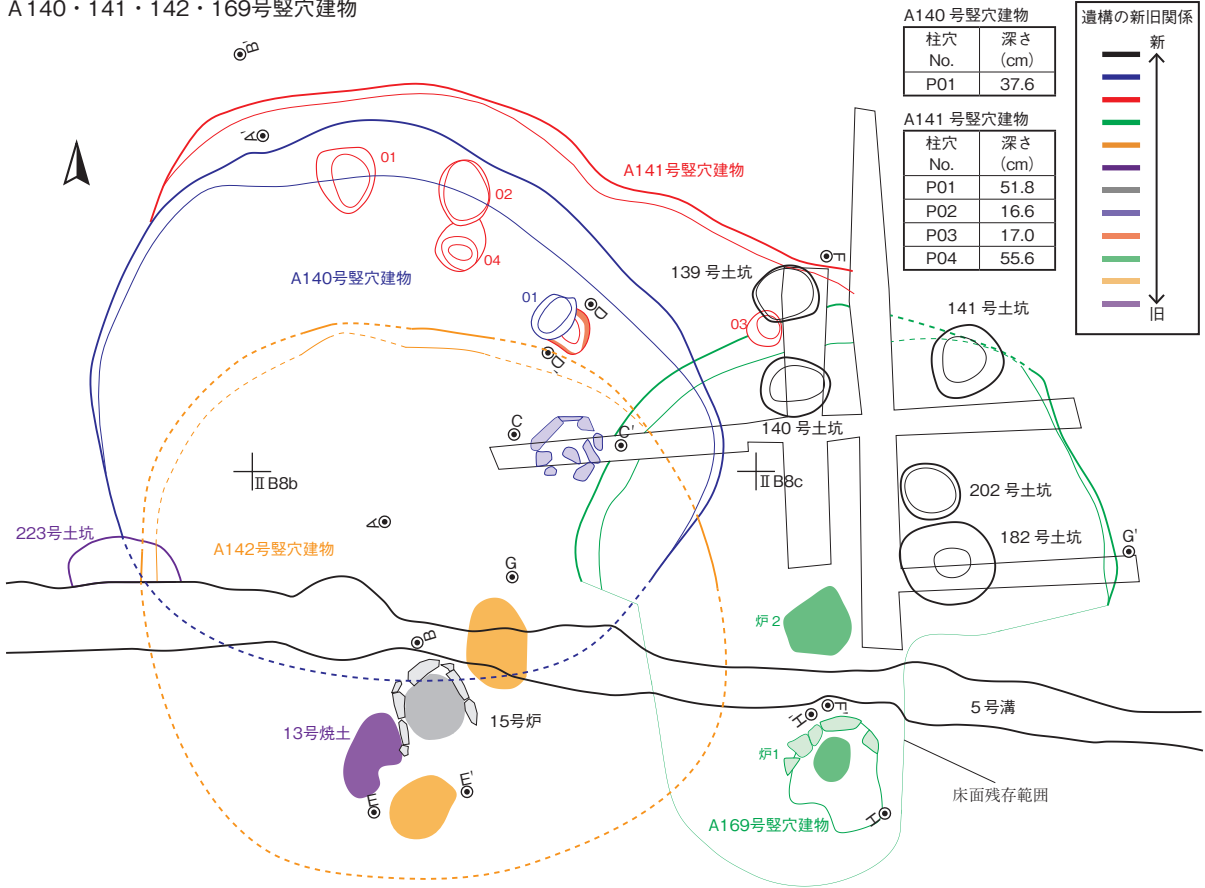 A140・141・142・169号竪穴建物
A140号竪穴建物
柱穴 No. 深さ (cm)
P01 37.6
A141号竪穴建物
柱穴 No. 深さ (cm)
P01 51.8
P02 16.6
P03 17.0
P04 55.6
遺構の新旧関係
新
旧
B'
A'
01
02
04
A141号竪穴建物
F
139号土坑
A140号竪穴建物
01
D
D'
03
141号土坑
140号土坑
C
C'
ⅡB8b
ⅡB8c
202号土坑
A
223号土坑
A142号竪穴建物
182号土坑
G'
G
炉2
B
15号炉
13号焼土
H'
F'
5号溝
炉1
E'
E
床面残存範囲
H
A169号竪穴建物